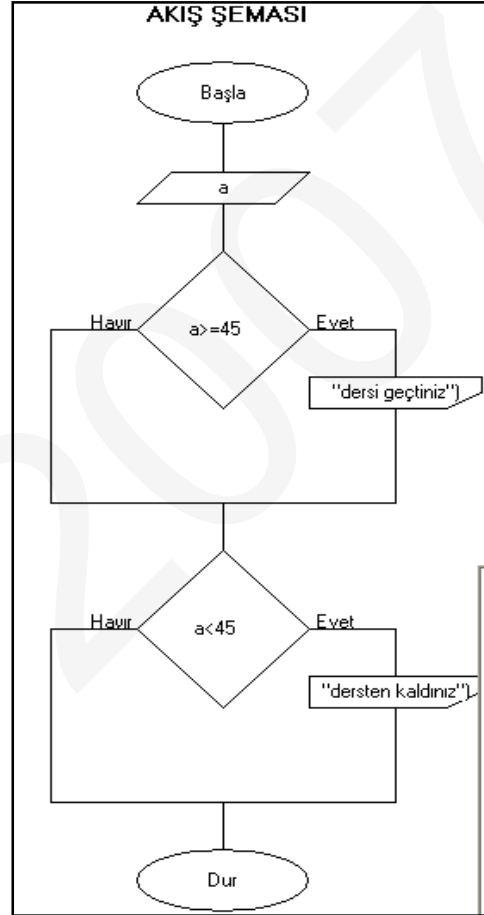 AKIŞ ŞEMASI
Başla
a
Hayır
a>=45
Evet
"dersi geçtiniz")
Hayır
a<45
Evet
"dersten kaldınız")
Dur